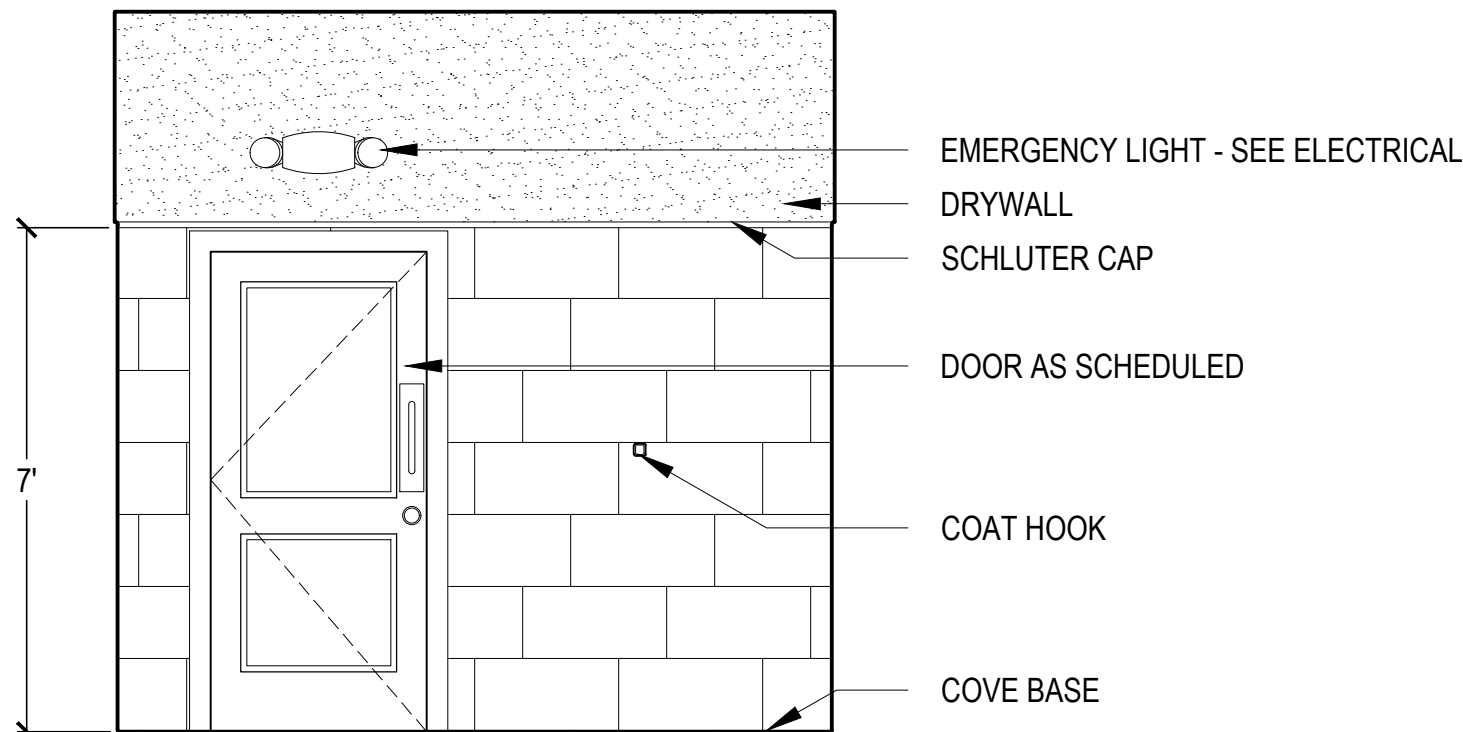 EMERGENCY LIGHT - SEE ELECTRICAL
DRYWALL
SCHLUTER CAP
DOOR AS SCHEDULED
7'
COAT HOOK
COVE BASE